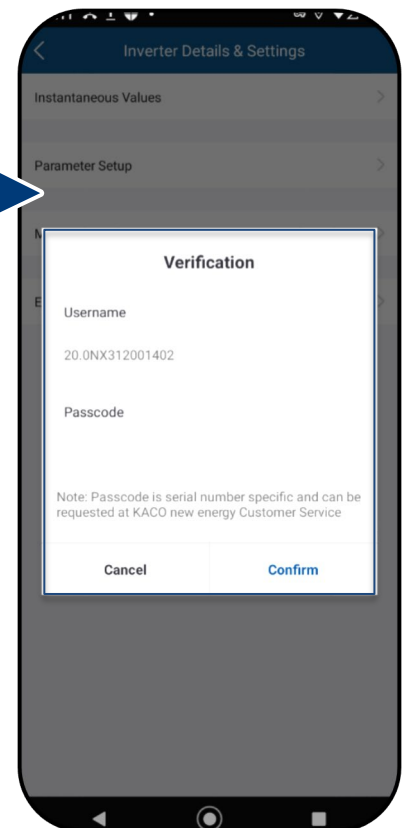 Inverter Details & Settings
Instantaneous Values
Parameter Setup
M
Verification
E
Username
20.0NX312001402
Passcode
Note: Passcode is serial number specific and can be
requested at KACO new energy Customer Service
Cancel Confirm